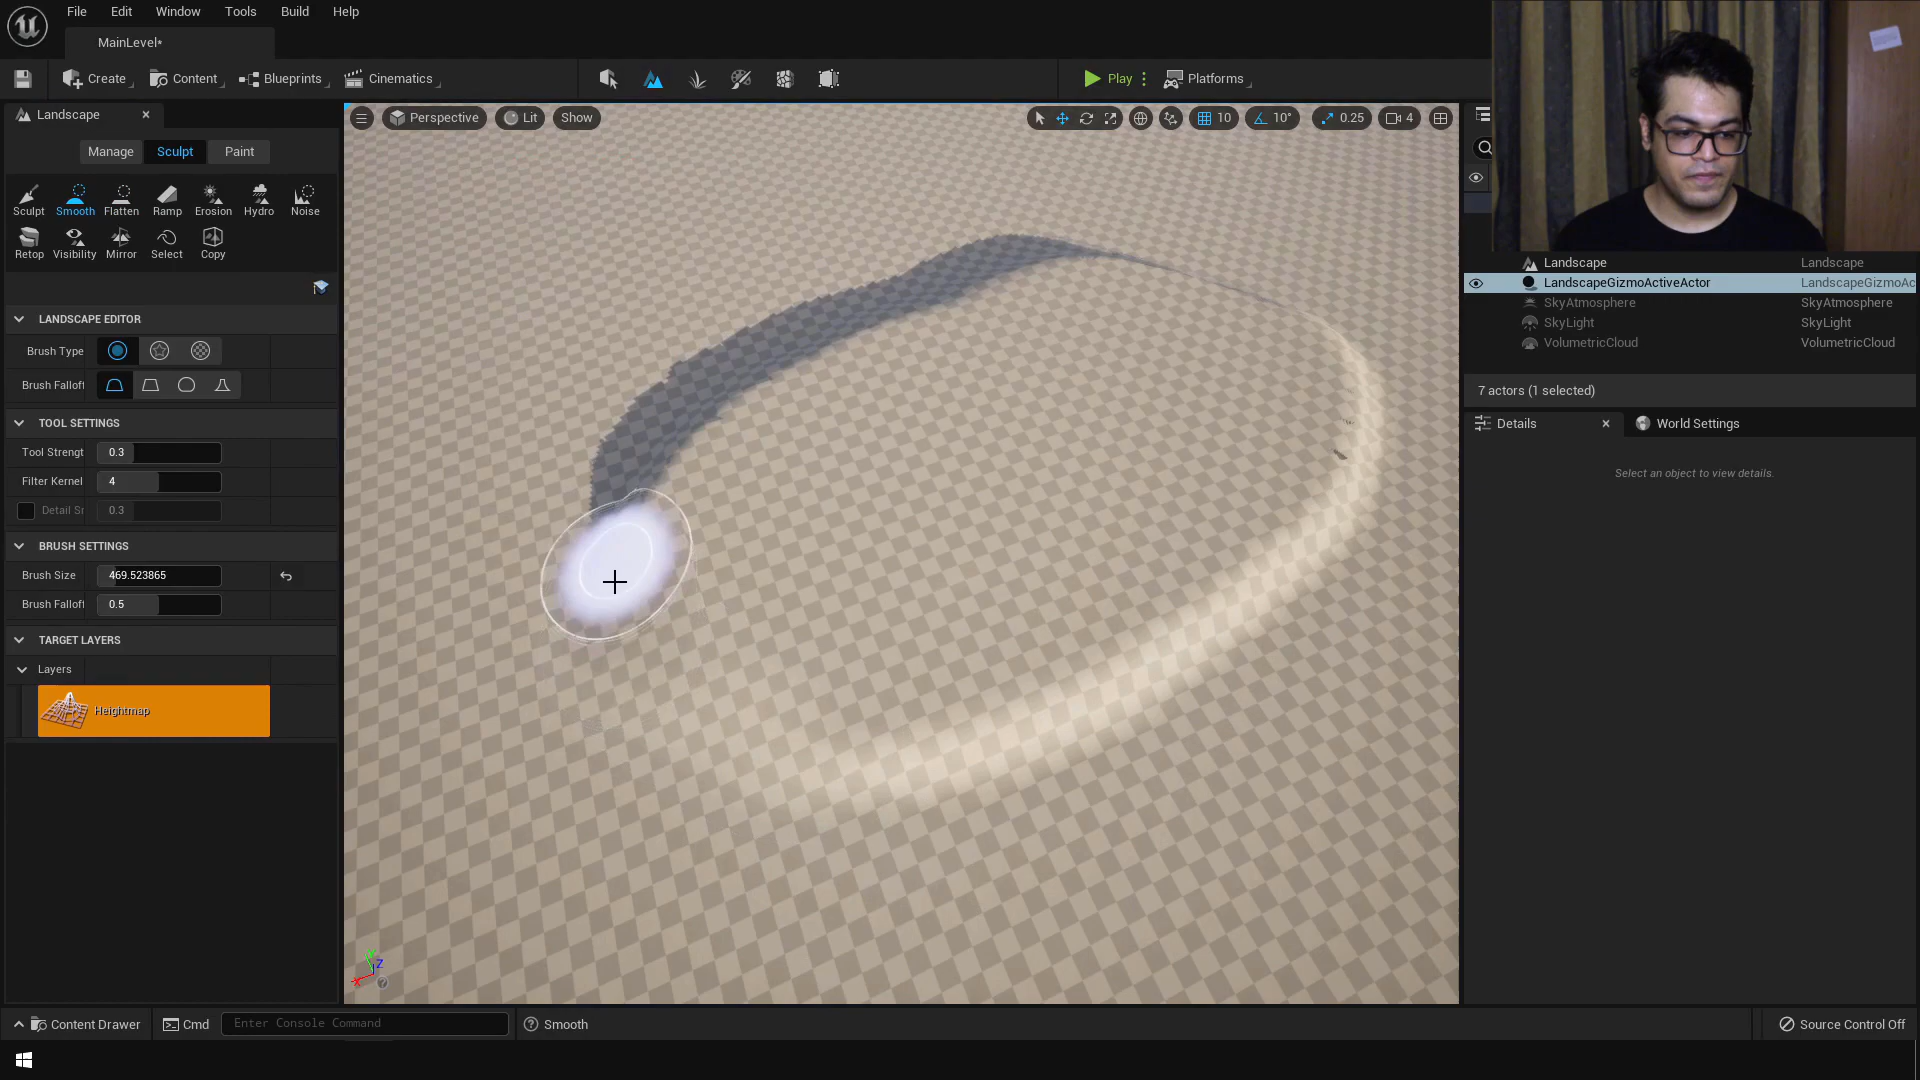 File Edit Window Tools Build Help
MainLevel*
Create Content Blueprints Cinematics Play Platforms
Landscape
Perspective Lit Show 10 10° 0.25 4
Manage Sculpt Paint
Sculpt Smooth Flatten Ramp Erosion Hydro Noise
Retop Visibility Mirror Select Copy
LANDSCAPE EDITOR
Brush Type
Brush Falloff
TOOL SETTINGS
Tool Strengt 0.3
Filter Kernel 4
Detail Sr 0.3
BRUSH SETTINGS
Brush Size 469.523865
Brush Falloff 0.5
TARGET LAYERS
Layers
Heightmap
Landscape Landscape
LandscapeGizmoActiveActor LandscapeGizmoAc
SkyAtmosphere SkyAtmosphere
SkyLight SkyLight
VolumetricCloud VolumetricCloud
7 actors (1 selected)
Details World Settings
Select an object to view details.
X Y Z
Content Drawer Cmd Enter Console Command Smooth Source Control Off